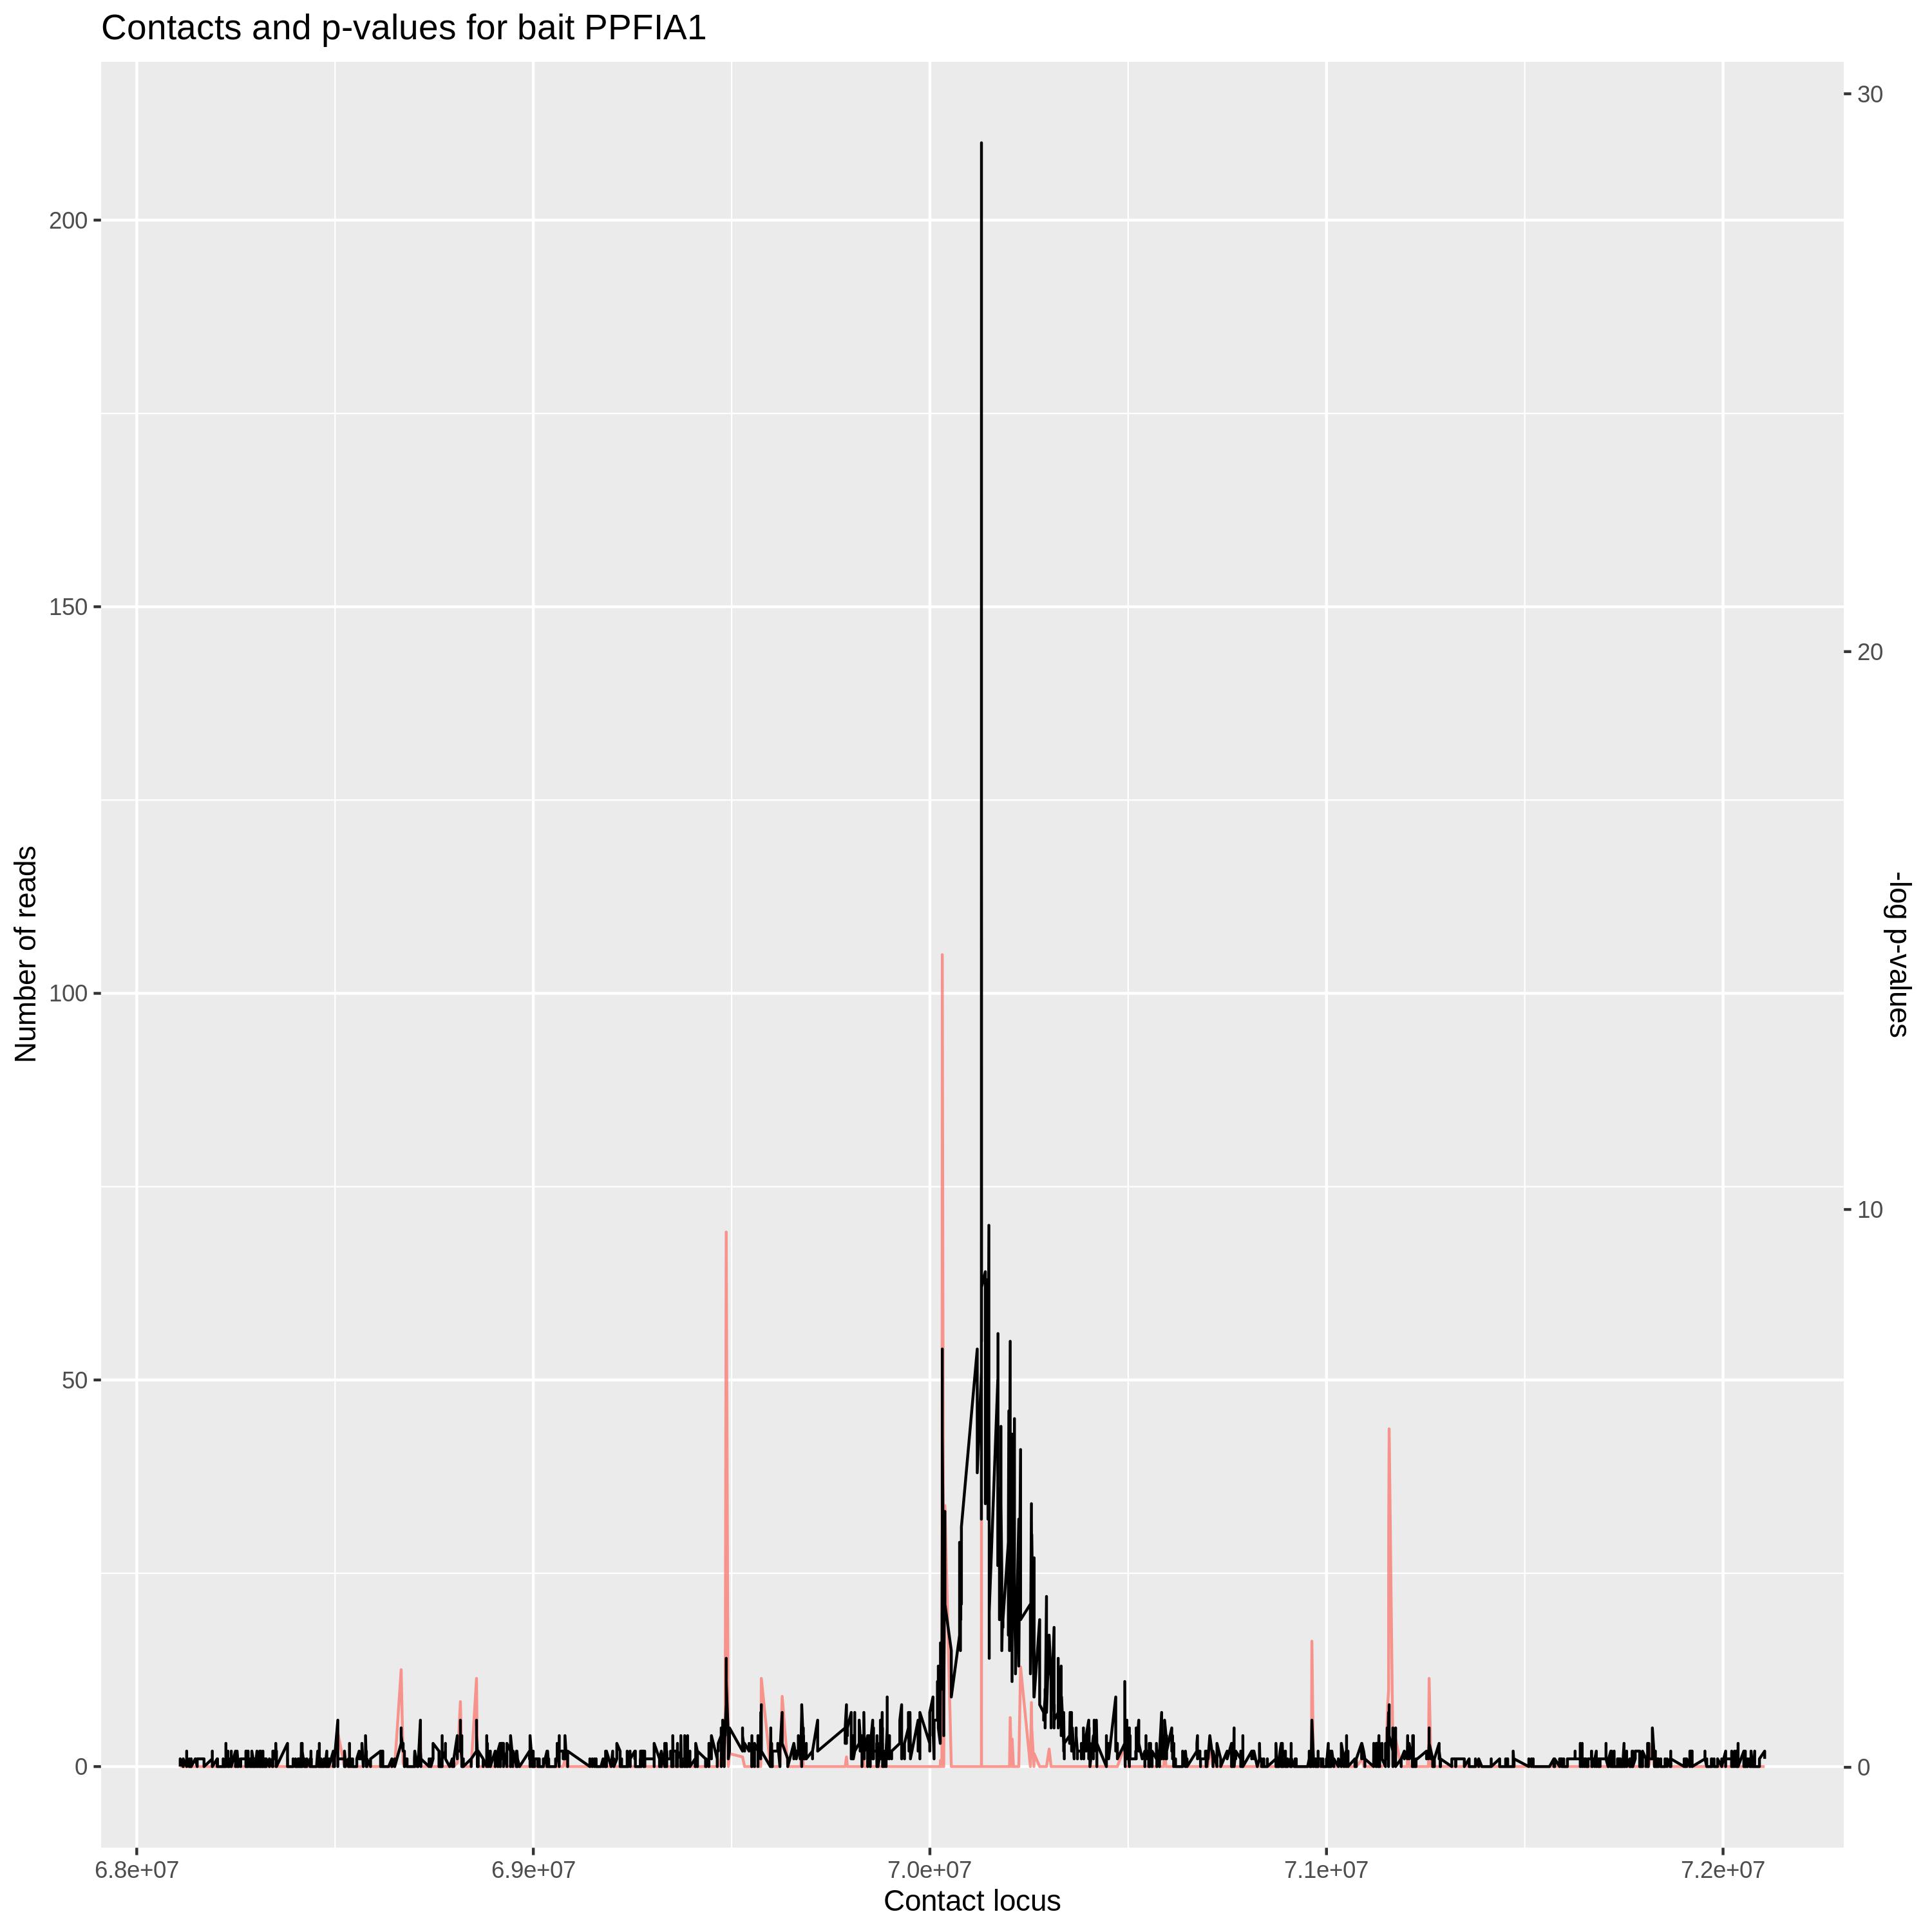 Contacts and p-values for bait PPFIA1
30
200
20
150
Number of reads
-log p-values
100
10
50
0
0
6.8e+07 6.9e+07 7.0e+07 7.1e+07 7.2e+07
Contact locus